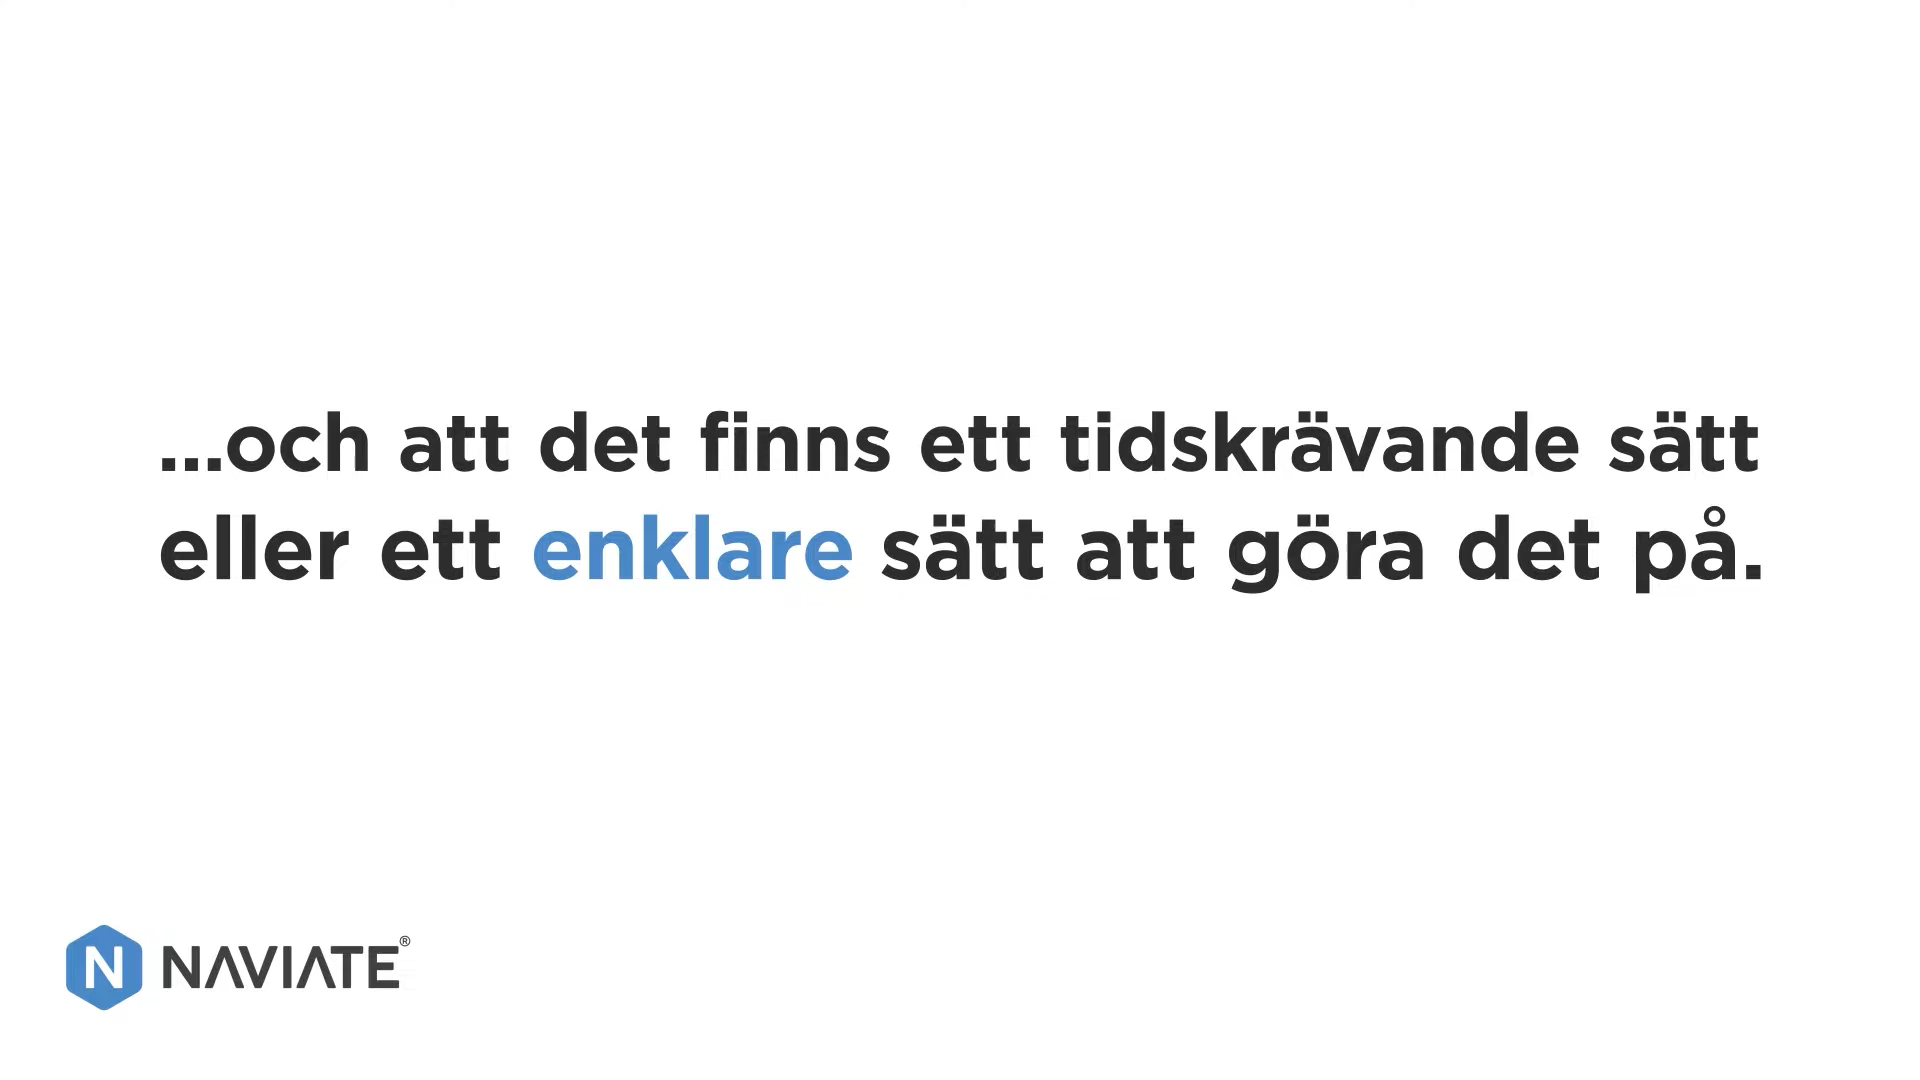 ...och att det finns ett tidskrävande sätt
eller ett enklare sätt att göra det på.
N NAVIATE®